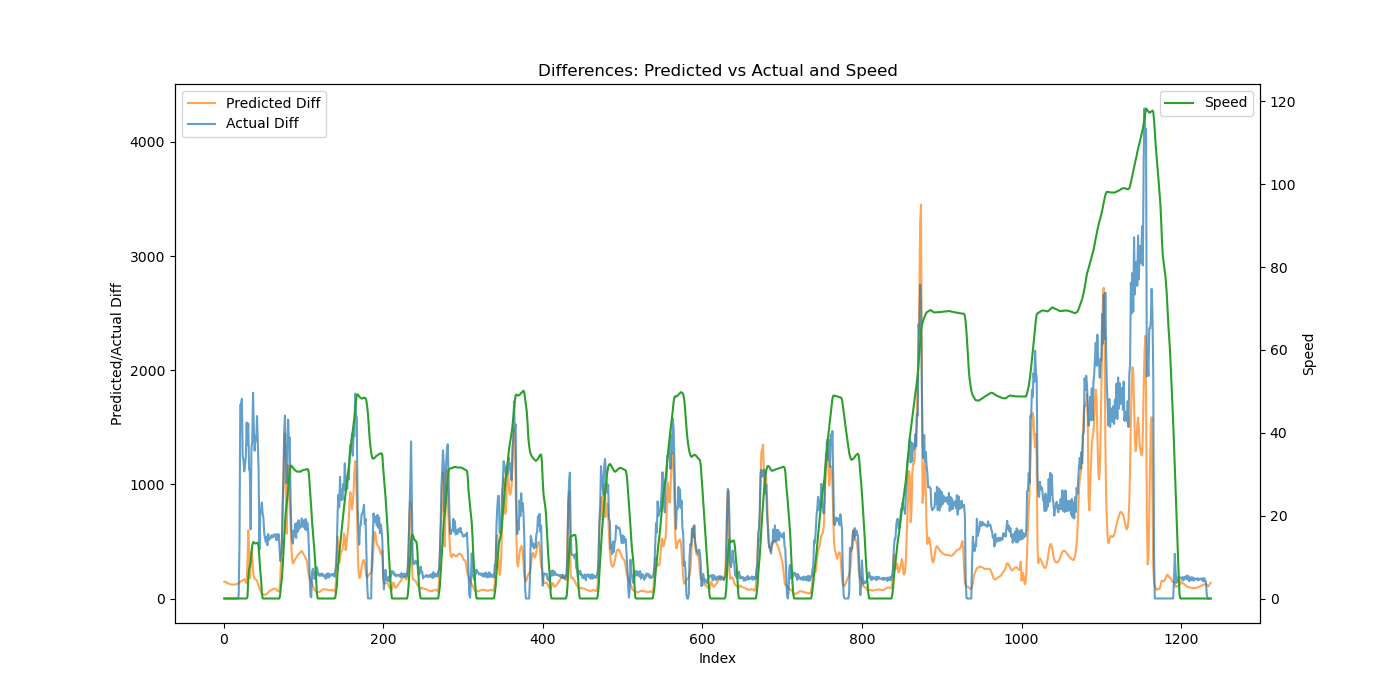 Differences: Predicted vs Actual and Speed
Predicted Diff
Actual Diff
Speed
4000
3000
2000
1000
0
120
100
80
60
40
20
0
Predicted/Actual Diff
Speed
0 200 400 600 800 1000 1200
Index